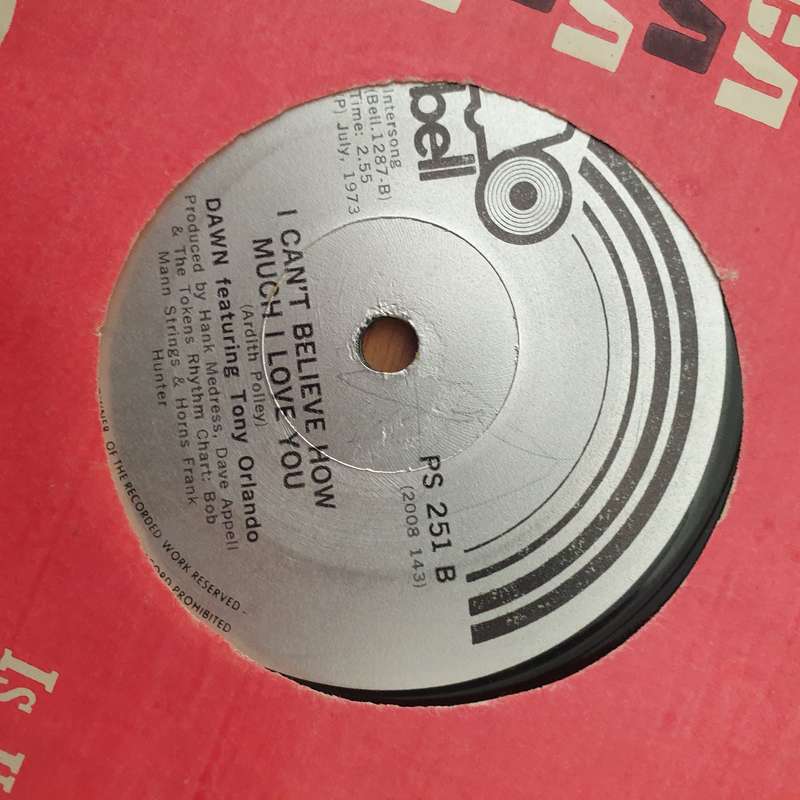 bell
Intersong
(Bell.1287-B)
Time: 2.55
(P) July, 1973
PS 251 B
(2008 143)
I CAN'T BELIEVE HOW
MUCH I LOVE YOU
(Ardith Polley)
DAWN featuring Tony Orlando
Produced by Hank Medress, Dave Appell
& The Tokens Rhythm Chart: Bob
Mann Strings & Horns Frank
Hunter
OF THE RECORDED WORK RESERVED -
PROHIBITED